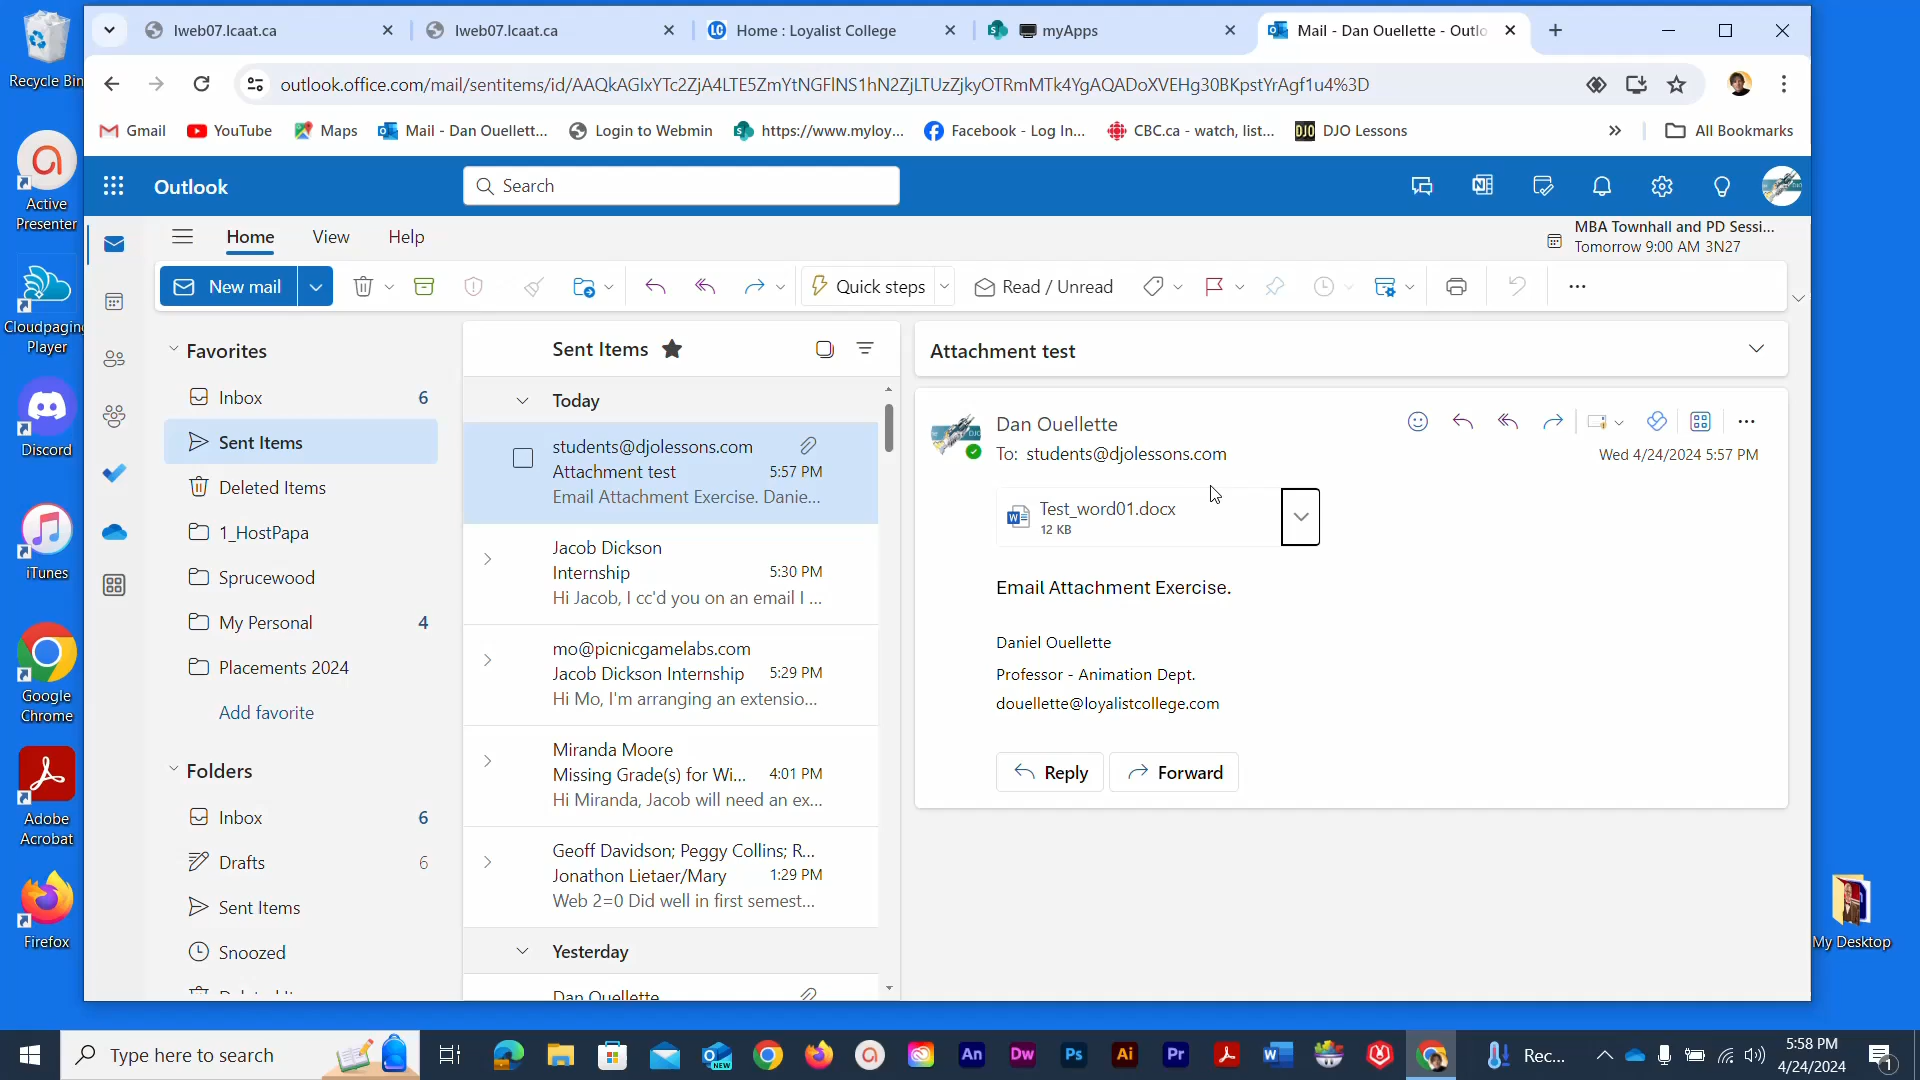 Recycle Bin
Active
Presenter
Cloudpaging
Player
Discord
iTunes
Google
Chrome
Adobe
Acrobat
Firefox
My Desktop
lweb07.lcaat.ca
lweb07.lcaat.ca
LC
Home : Loyalist College
myApps
Mail - Dan Ouellette - Outlo
outlook.office.com/mail/sentitems/id/AAQkAGIxYTc2ZjA4LTE5ZmYtNGFlNS1hN2ZjLTUzZjkyOTRmMTk4YgAQADoXVEHg30BKpstYrAgf1u4%3D
Gmail
YouTube
Maps
Mail - Dan Ouellett...
Login to Webmin
https://www.myloy...
Facebook - Log In...
CBC.ca - watch, list...
DJO
DJO Lessons
All Bookmarks
Outlook
Search
Home
View
Help
MBA Townhall and PD Sessi...
Tomorrow 9:00 AM 3N27
New mail
Quick steps
Read / Unread
Favorites
Inbox 6
Sent Items
Deleted Items
1_HostPapa
Sprucewood
My Personal 4
Placements 2024
Add favorite
Folders
Inbox 6
Drafts 6
Sent Items
Snoozed
Sent Items
Today
students@djolessons.com
Attachment test 5:57 PM
Email Attachment Exercise. Danie...
Jacob Dickson
Internship 5:30 PM
Hi Jacob, I cc'd you on an email I ...
mo@picnicgamelabs.com
Jacob Dickson Internship 5:29 PM
Hi Mo, I'm arranging an extensio...
Miranda Moore
Missing Grade(s) for Wi... 4:01 PM
Hi Miranda, Jacob will need an ex...
Geoff Davidson; Peggy Collins; R...
Jonathon Lietaer/Mary 1:29 PM
Web 2=0 Did well in first semest...
Yesterday
Dan Ouellette
Attachment test
Dan Ouellette
To: students@djolessons.com
Wed 4/24/2024 5:57 PM
Test_word01.docx
12 KB
Email Attachment Exercise.
Daniel Ouellette
Professor - Animation Dept.
douellette@loyalistcollege.com
Reply
Forward
Type here to search
NEW
An
Dw
Ps
Ai
Pr
W
Rec...
5:58 PM
4/24/2024
1